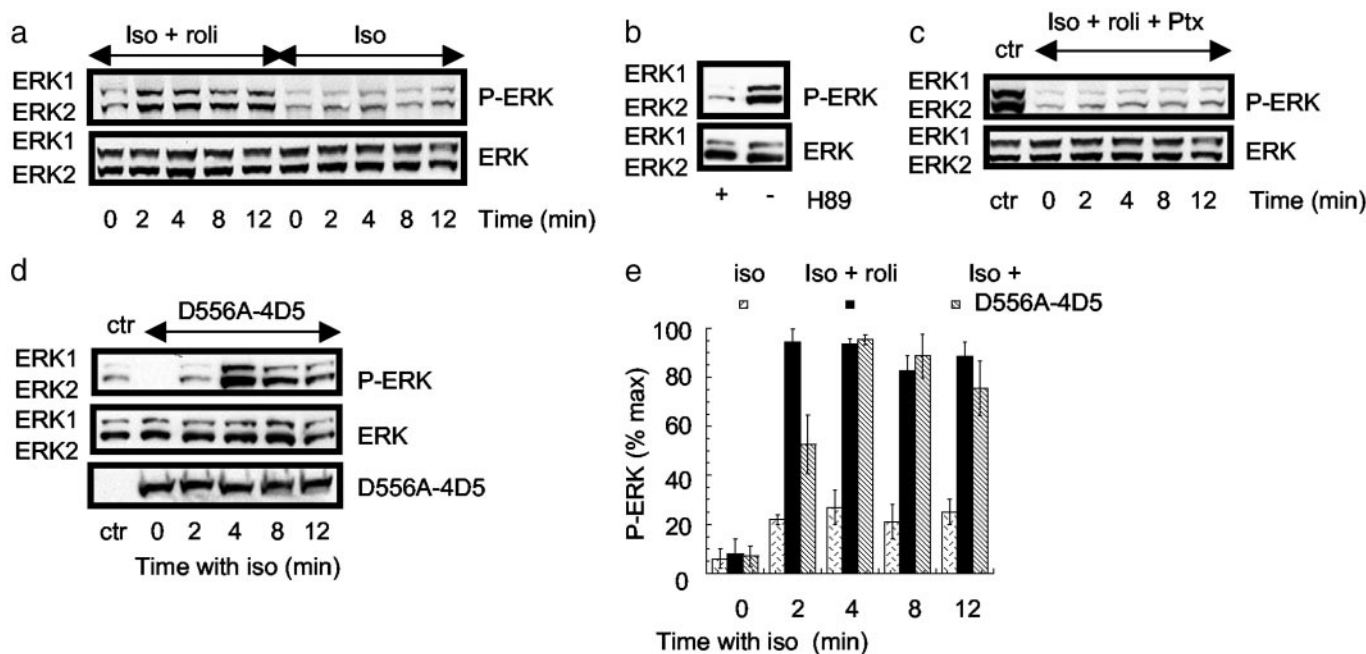 a
Iso + roli Iso
ERK1
ERK2 P-ERK
ERK1
ERK2 ERK
0 2 4 8 12 0 2 4 8 12 Time (min)
b
ERK1
ERK2 P-ERK
ERK1
ERK2 ERK
+ - H89
c
Iso + roli + Ptx
ctr
ERK1
ERK2 P-ERK
ERK1
ERK2 ERK
ctr 0 2 4 8 12 Time (min)
d
D556A-4D5
ctr
ERK1
ERK2 P-ERK
ERK1
ERK2 ERK
D556A-4D5
ctr 0 2 4 8 12
Time with iso (min)
e
iso Iso + roli Iso +
D556A-4D5
100
80
60
40
20
0
P-ERK (% max)
0 2 4 8 12
Time with iso (min)